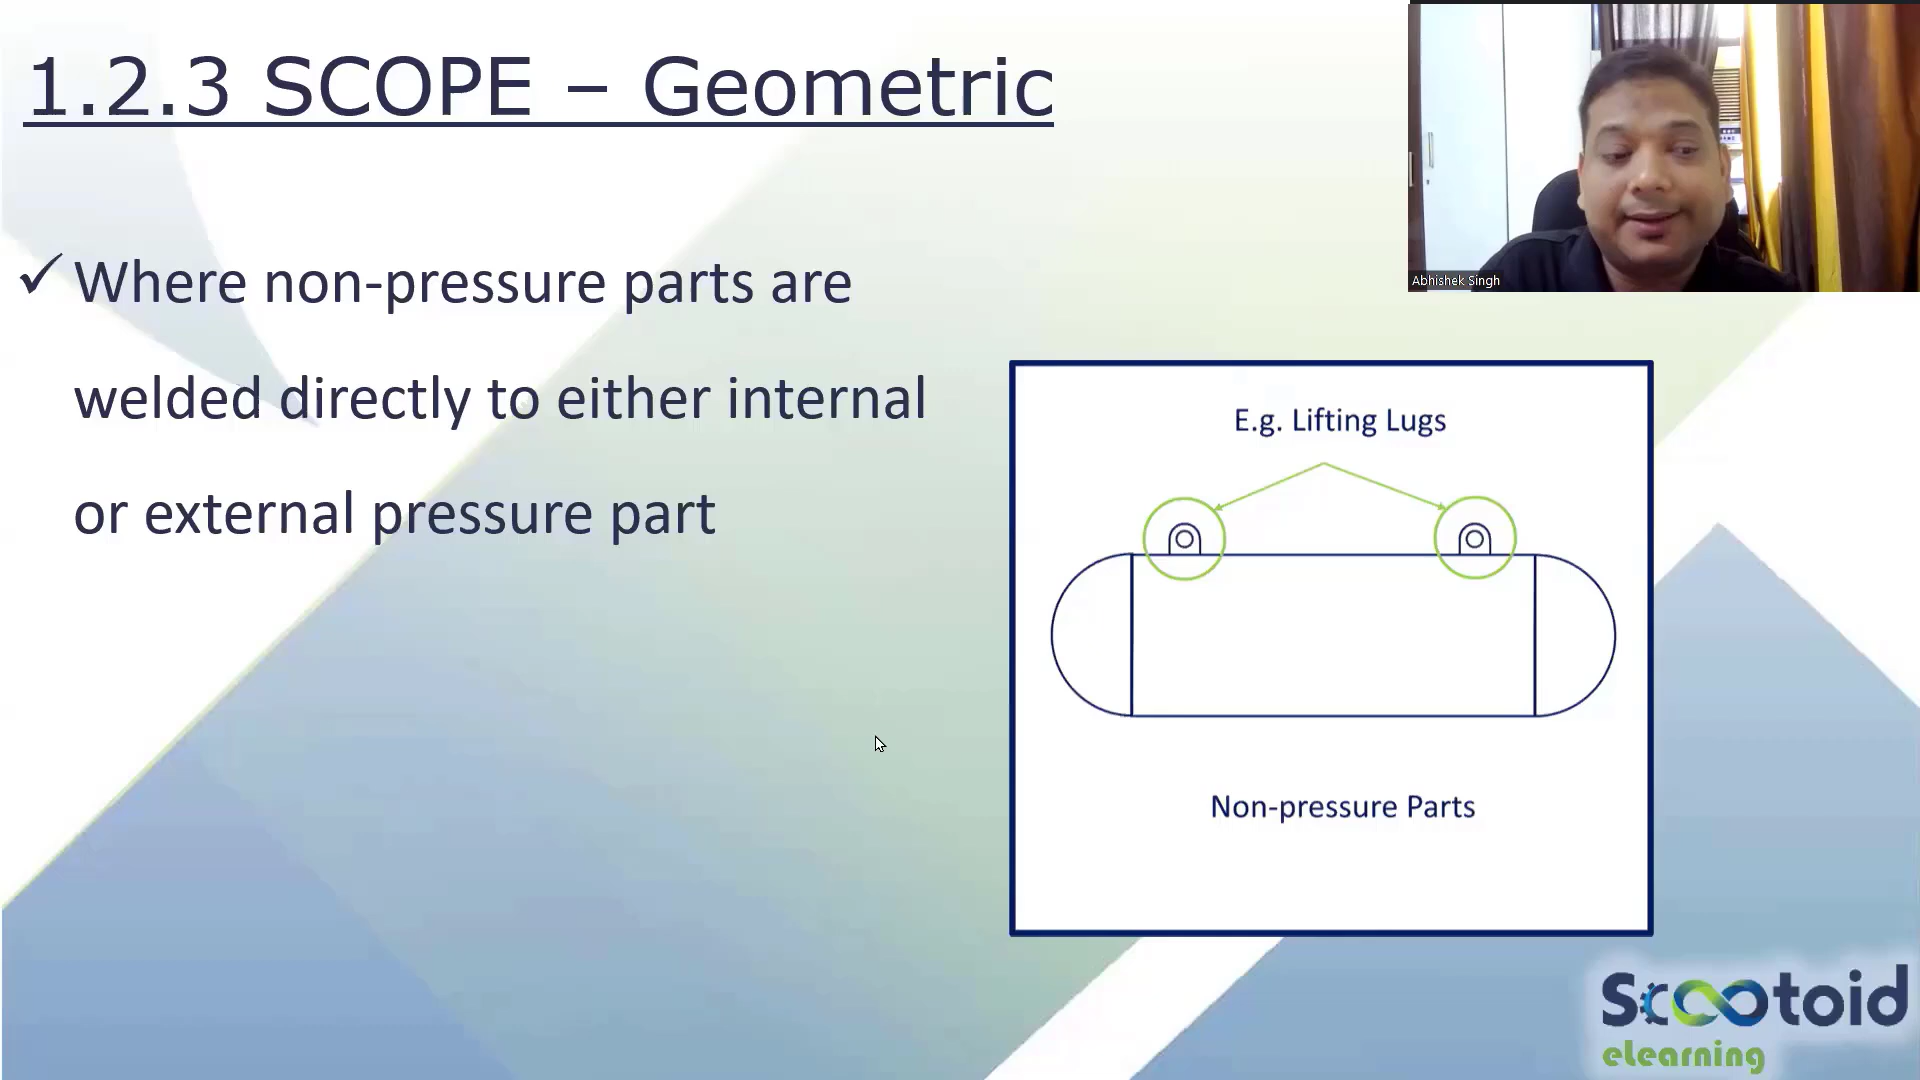 1.2.3 SCOPE – Geometric
Abhishek Singh
✓ Where non-pressure parts are
welded directly to either internal
or external pressure part
E.g. Lifting Lugs
Non-pressure Parts
Scootoid
elearning